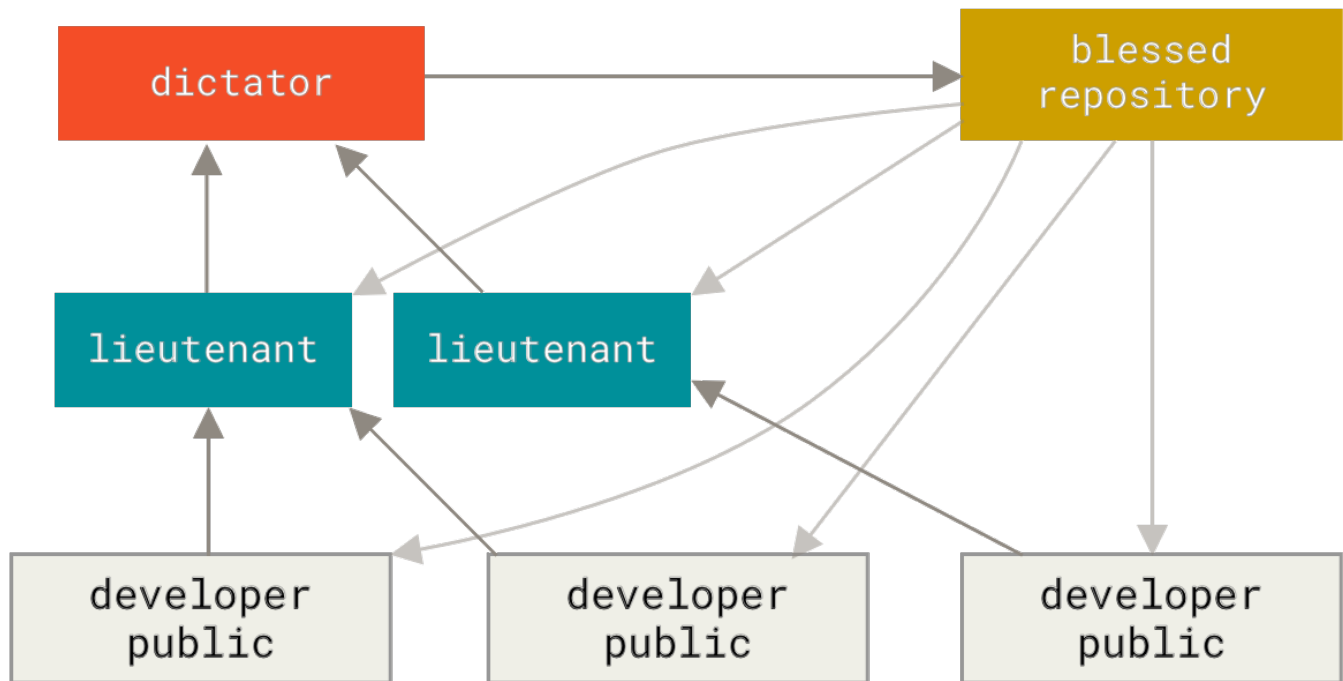 dictator
blessed
repository
lieutenant
lieutenant
developer
public
developer
public
developer
public